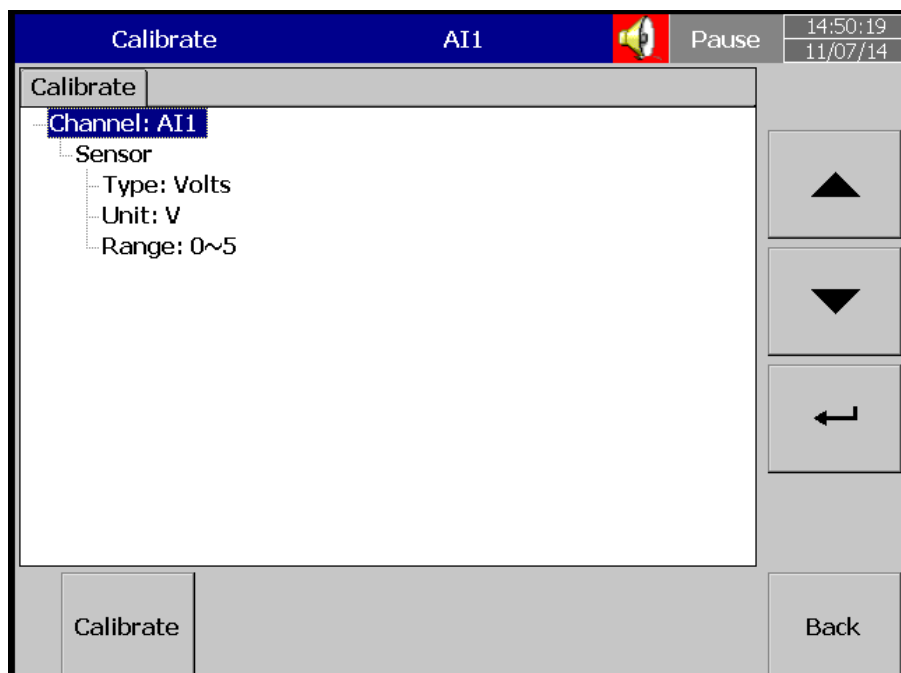 Calibrate AI1 Pause 14:50:19
11/07/14
Calibrate
Channel: AI1
Sensor
Type: Volts
Unit: V
Range: 0~5
Calibrate Back